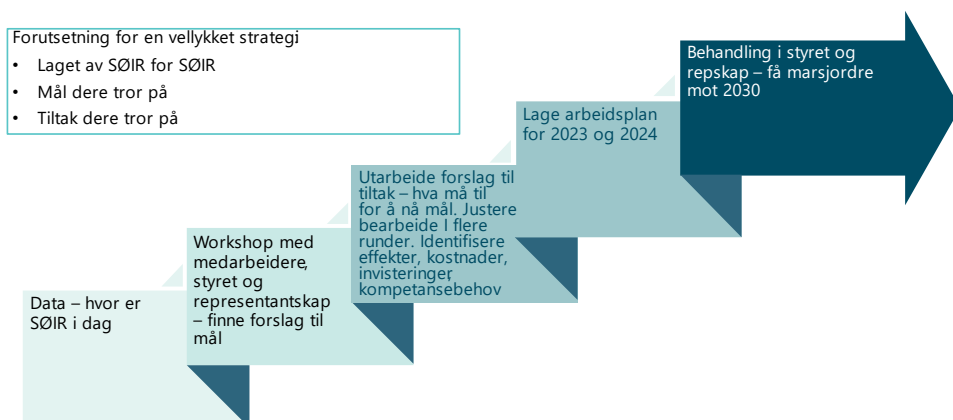 Forutsetning for en vellykket strategi:
• Laget av SØIR for SØIR
• Mål dere tror på
• Tiltak dere tror på
Data – hvor er
SØIR i dag
Workshop med
medarbeidere,
styret og
representantskap
– finne forslag til
mål
Utarbeide forslag til
tiltak – hva må til
for å nå mål. Justere
bearbeide I flere
runder. Identifisere
effekter, kostnader,
invisteringer,
kompetansebehov
Lage arbeidsplan
for 2023 og 2024
Behandling i styret og
repskap – få marsjordre
mot 2030